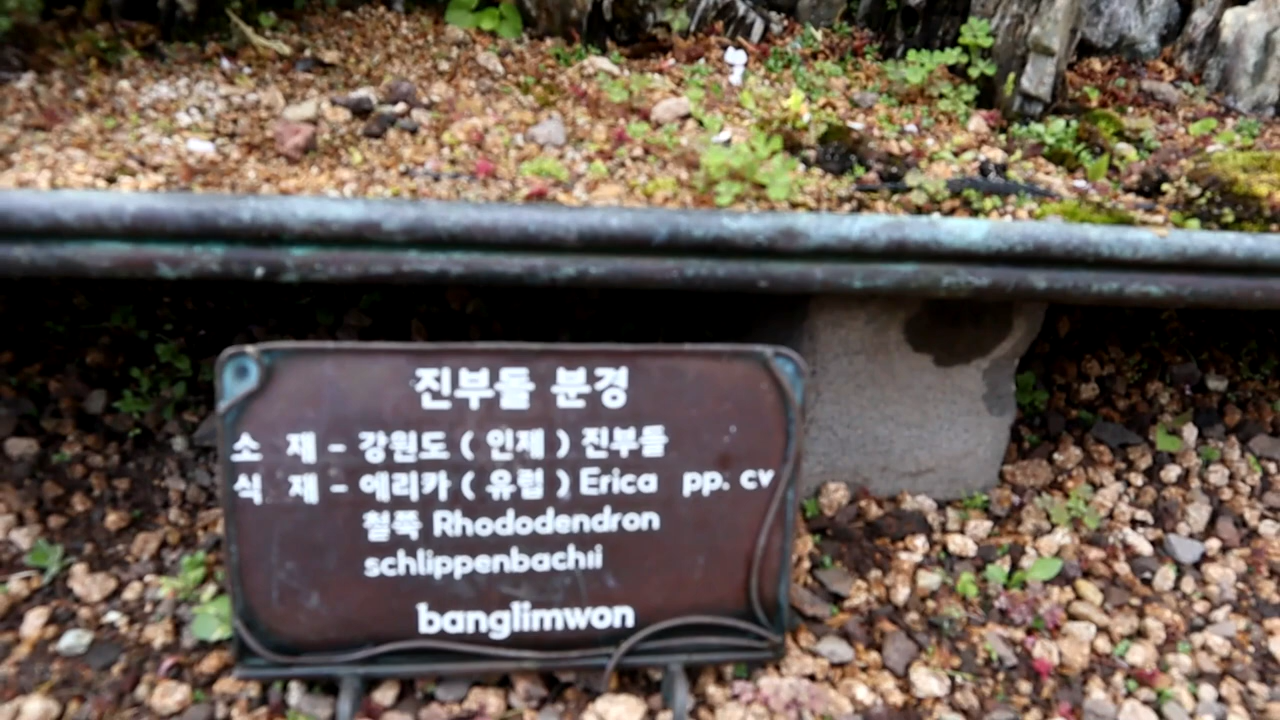 진부돌 분경
소 재 - 강원도 ( 인제 ) 진부돌
식 재 - 에리카 ( 유럽 ) Erica pp. cv
철쭉 Rhododendron
schlippenbachii
banglimwon